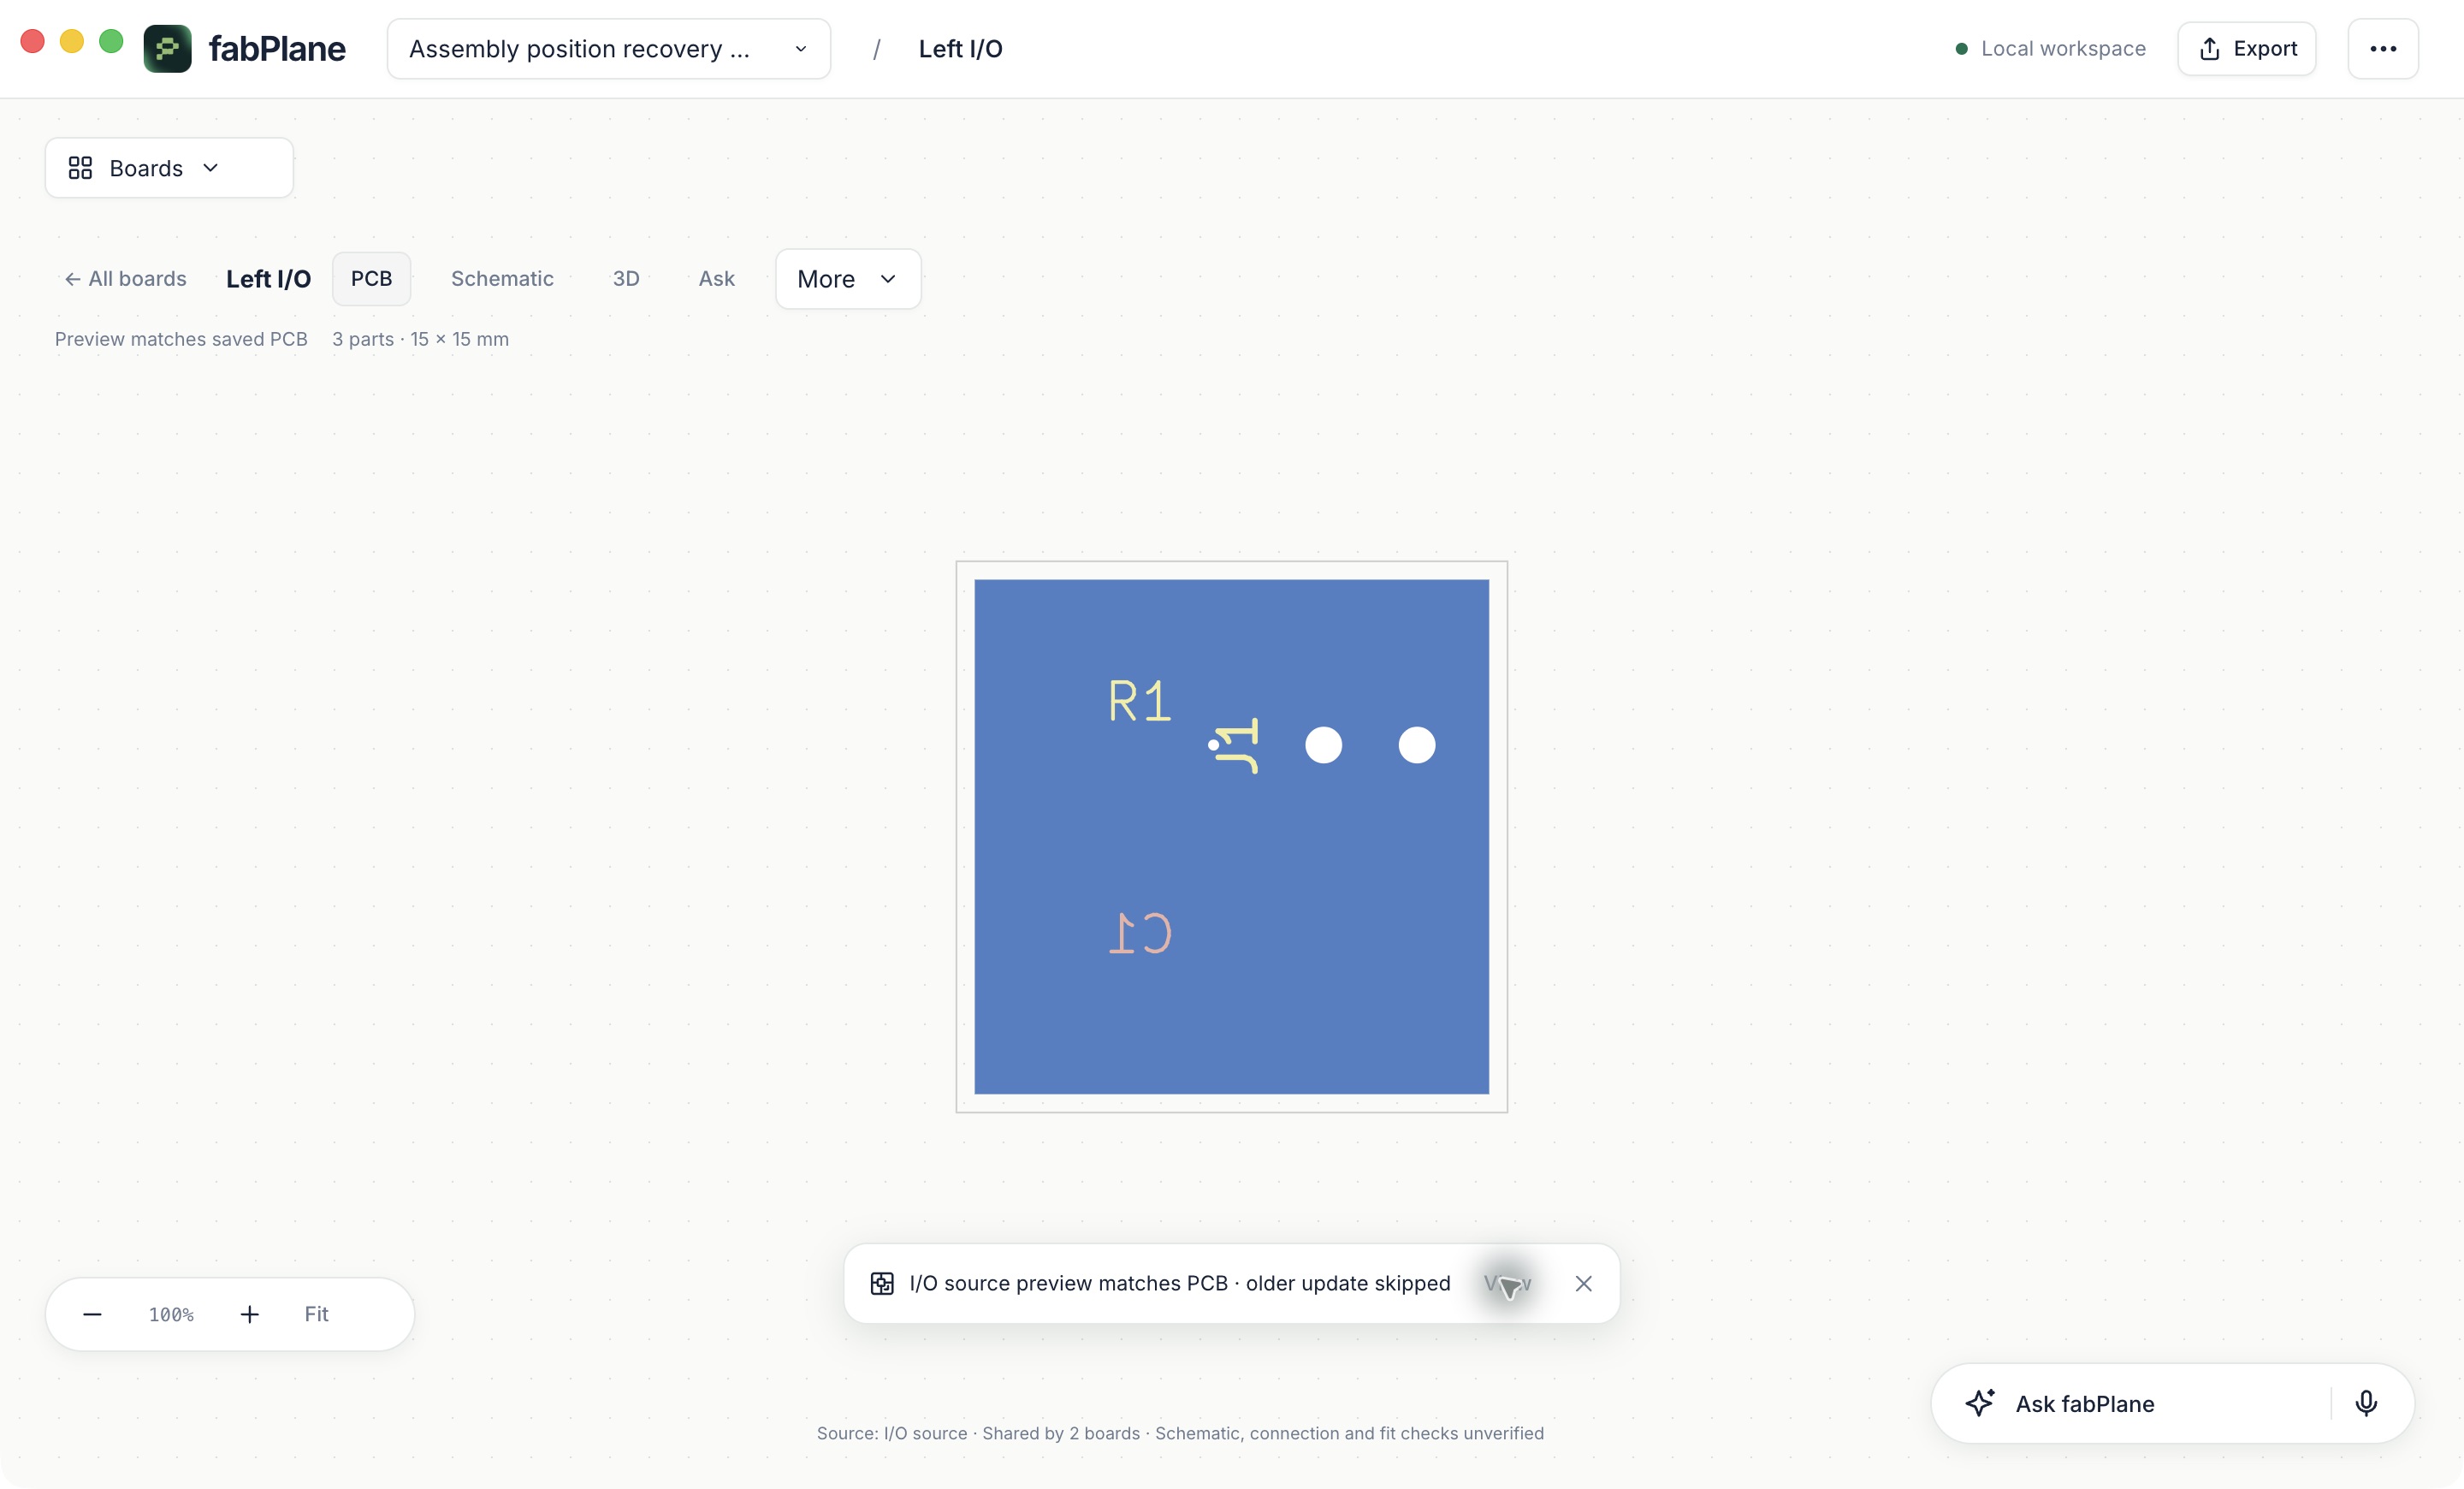 fabPlane
Assembly position recovery ...
/
Left I/O
Local workspace
Export
Boards
← All boards
Left I/O
PCB
Schematic
3D
Ask
More
Preview matches saved PCB
3 parts · 15 × 15 mm
R1
J1
C1
I/O source preview matches PCB · older update skipped
100%
Fit
Ask fabPlane
Source: I/O source · Shared by 2 boards · Schematic, connection and fit checks unverified